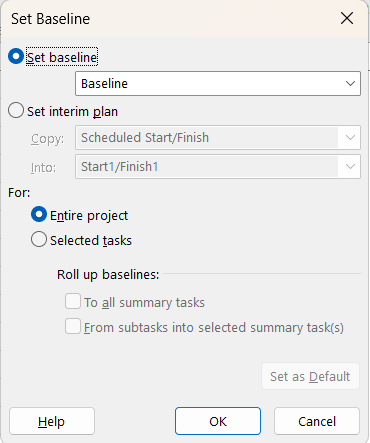 Set Baseline
Set baseline
Baseline
Set interim plan
Copy: Scheduled Start/Finish
Into: Start1/Finish1
For:
Entire project
Selected tasks
Roll up baselines:
To all summary tasks
From subtasks into selected summary task(s)
Set as Default
Help OK Cancel